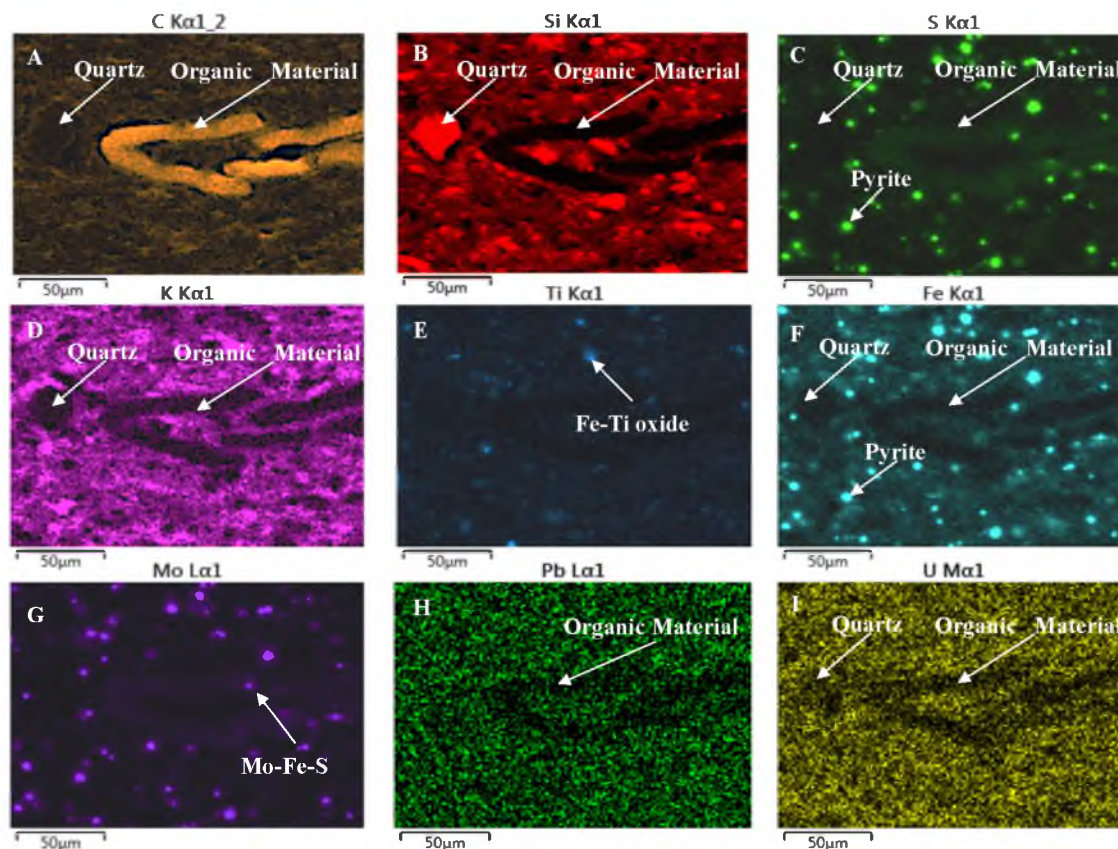 C Kα1_2
A
Quartz Organic Material
50µm
Si Kα1
B
Quartz Organic Material
50µm
S Kα1
C
Quartz Organic Material
Pyrite
50µm
K Kα1
D
Quartz Organic Material
50µm
Ti Kα1
E
Fe-Ti oxide
50µm
Fe Kα1
F
Quartz Organic Material
Pyrite
50µm
Mo Lα1
G
Mo-Fe-S
50µm
Pb Lα1
H
Organic Material
50µm
U Mα1
I
Quartz Organic Material
50µm